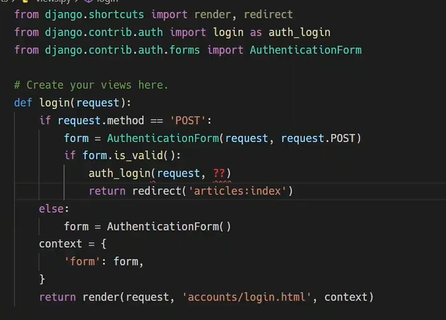 views.py
login
from django.shortcuts import render, redirect
from django.contrib.auth import login as auth_login
from django.contrib.auth.forms import AuthenticationForm
# Create your views here.
def login(request):
if request.method == 'POST':
form = AuthenticationForm(request, request.POST)
if form.is_valid():
auth_login(request, ??)
return redirect('articles:index')
else:
form = AuthenticationForm()
context = {
'form': form,
}
return render(request, 'accounts/login.html', context)